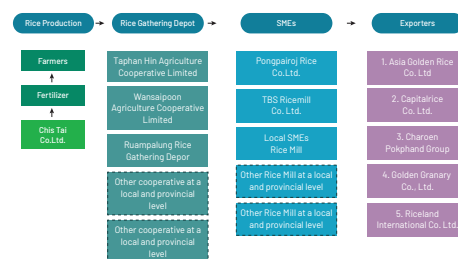 Rice Production
Rice Gathering Depot
SMEs
Exporters
Farmers
Fertilizer
Chis Tai
Co.Ltd.
Taphan Hin Agriculture
Cooperative Limited
Wansaipoon
Agriculture Cooperative
Limited
Ruampalung Rice
Gathering Depor
Other cooperative at a
local and provincial
level
Other cooperative at a
local and provincial
level
Pongpairoj Rice
Co.Ltd.
TBS Ricemill
Co.Ltd.
Local SMEs
Rice Mill
Other Rice Mill at a local
and provincial level
Other Rice Mill at a local
and provincial level
1. Asia Golden Rice
Co. Ltd
2. Capitalrice
Co. Ltd.
3. Charoen
Pokphand Group
4. Golden Granary
Co., Ltd.
5. Riceland
International Co. Ltd.